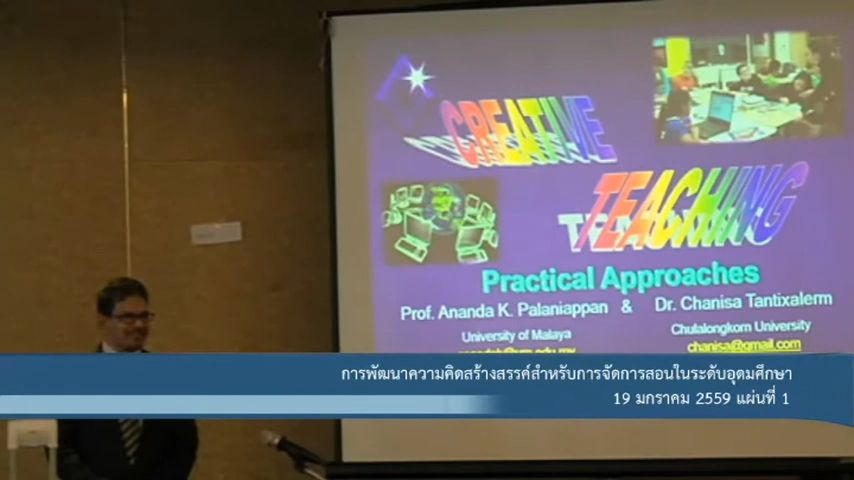 CREATIVE
TEACHING
Practical Approaches
Prof. Ananda K. Palaniappan & Dr. Chanisa Tantixalerm
University of Malaya Chulalongkorn University
chanisa@gmail.com
การพัฒนาความคิดสร้างสรรค์สำหรับการจัดการสอนในระดับอุดมศึกษา
19 มกราคม 2559 แผ่นที่ 1